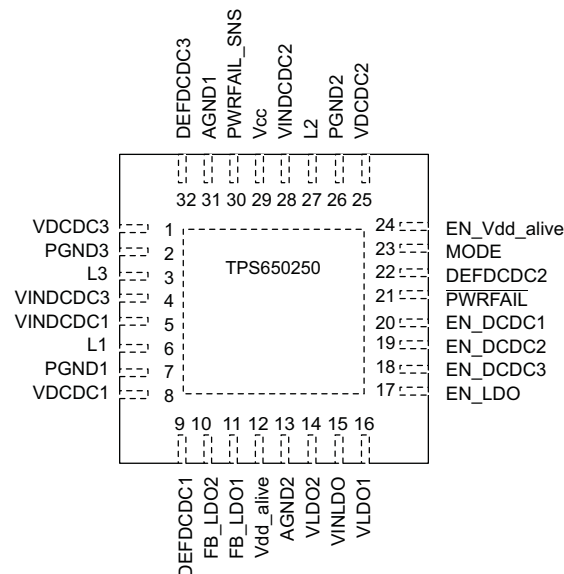 DEFDCDC3
AGND1
PWRFAIL_SNS
Vcc
VINDCDC2
L2
PGND2
VDCDC2
32 31 30 29 28 27 26 25
VDCDC3 1
PGND3 2
L3 3
VINDCDC3 4
VINDCDC1 5
L1 6
PGND1 7
VDCDC1 8
TPS650250
24 EN_Vdd_alive
23 MODE
22 DEFDCDC2
21 PWRFAIL
20 EN_DCDC1
19 EN_DCDC2
18 EN_DCDC3
17 EN_LDO
9 10 11 12 13 14 15 16
DEFDCDC1
FB_LDO2
FB_LDO1
Vdd_alive
AGND2
VLDO2
VINLDO
VLDO1